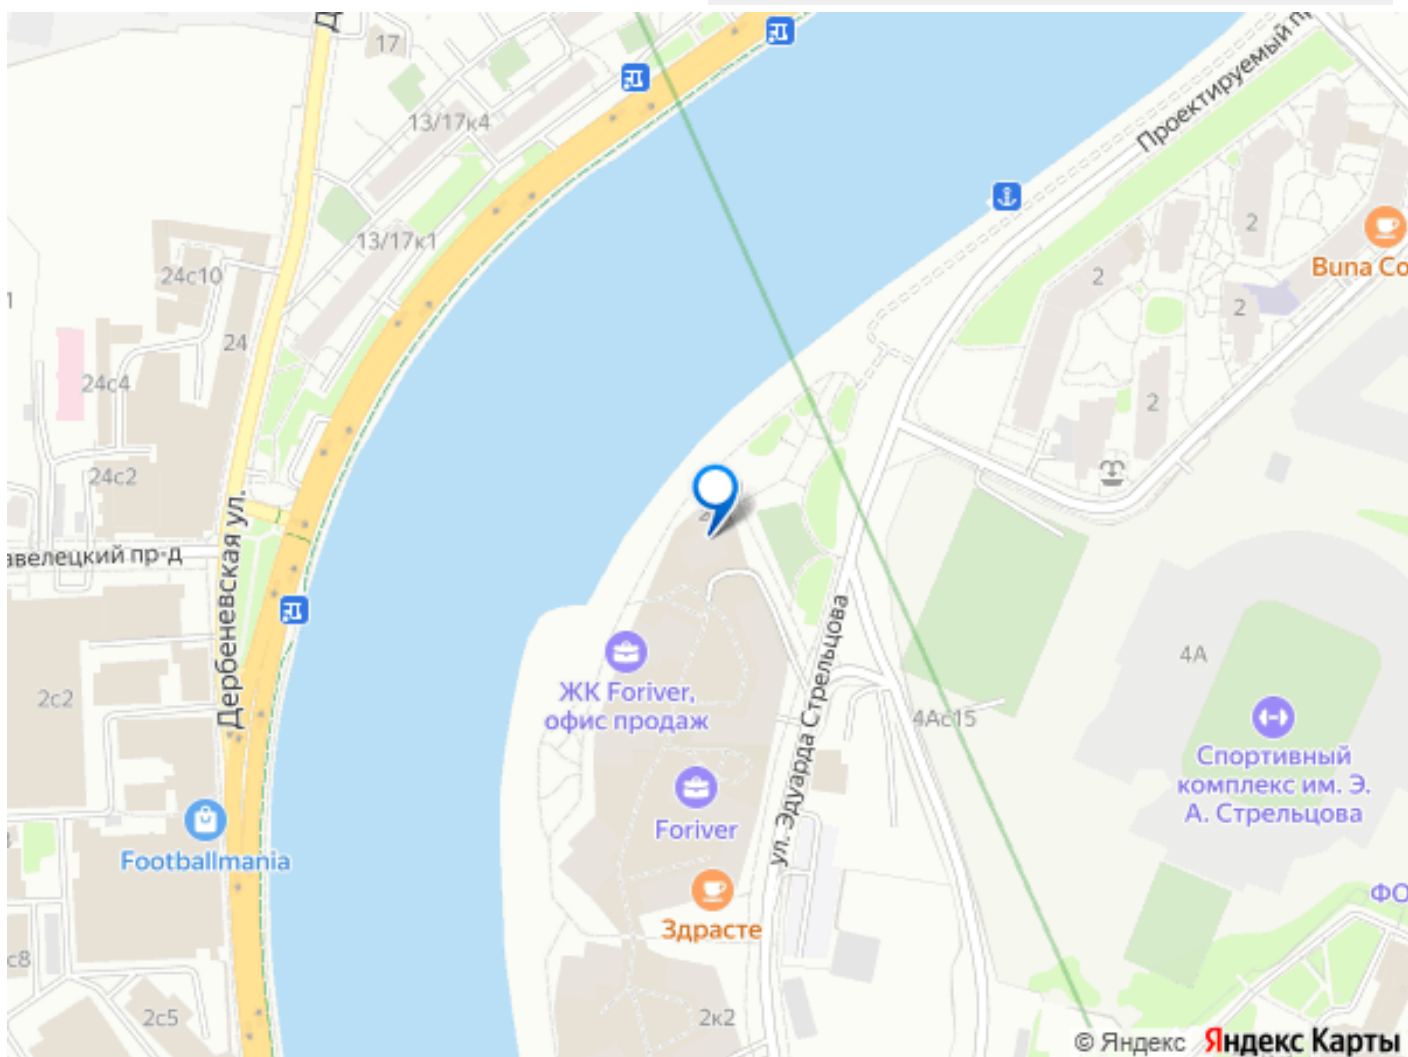 17
13/17к4
Проектируемый пр
13/17к1
24с10
2
2
2
Buna Co
24
24с4
2
24с2
Дербеневская ул.
авелецкий пр-д
ул. Эдуарда Стрельцова
4А
2с2
ЖК Foriver,
офис продаж
4Ас15
Спортивный
комплекс им. Э.
А. Стрельцова
Foriver
Footballmania
ФО
Здрасте
с8
2с5
2к2
© Яндекс Яндекс Карты